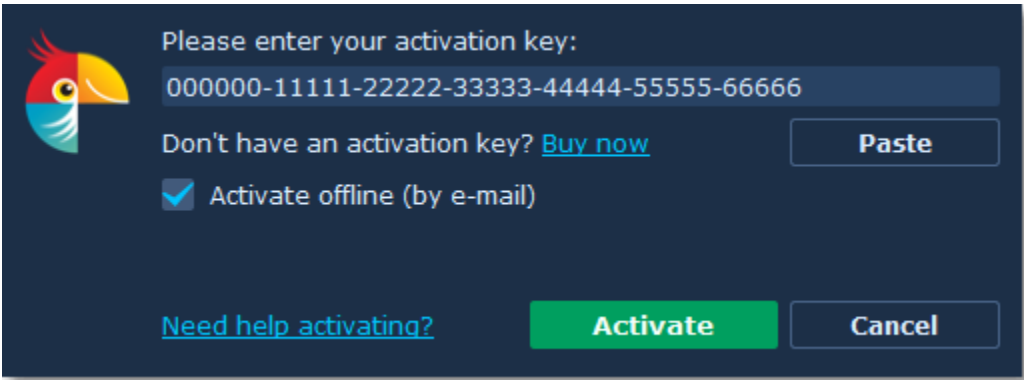 Please enter your activation key:
000000-11111-22222-33333-44444-55555-66666
Don't have an activation key? Buy now
Paste
Activate offline (by e-mail)
Need help activating?
Activate
Cancel